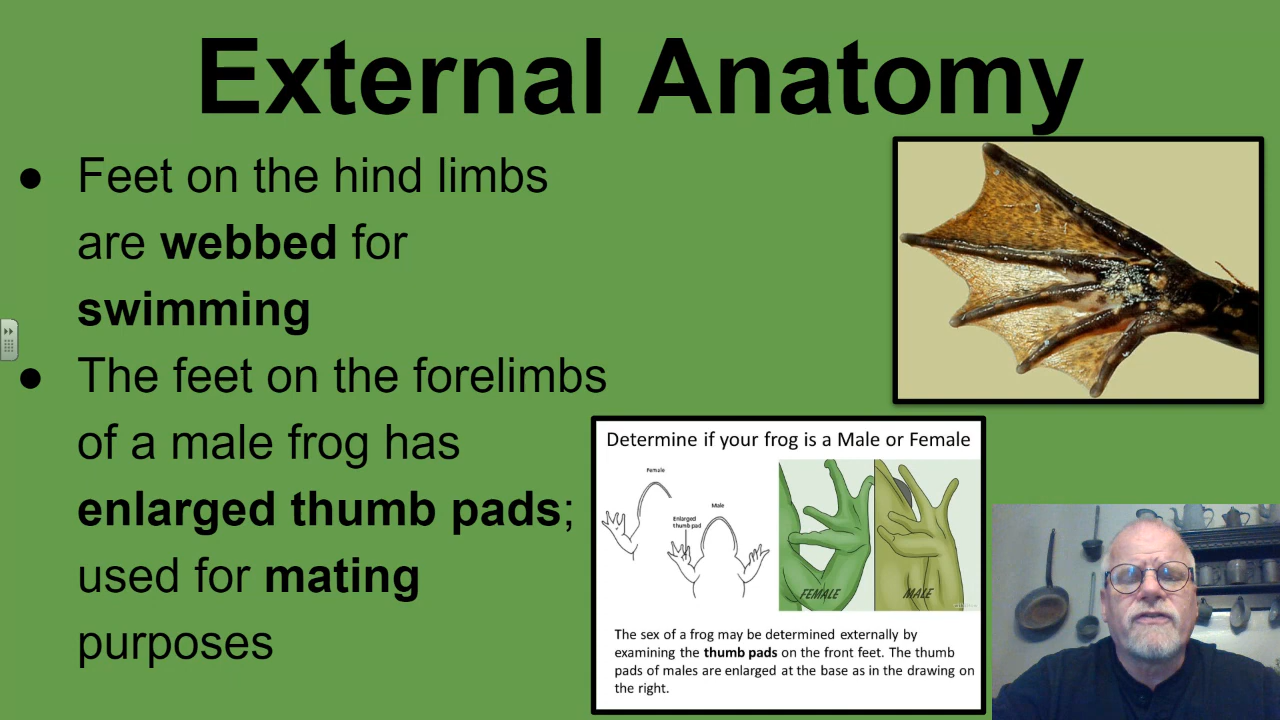 External Anatomy
● Feet on the hind limbs
are webbed for
swimming
● The feet on the forelimbs
of a male frog has
enlarged thumb pads;
used for mating
purposes
Determine if your frog is a Male or Female
Female
Male
Enlarged
thumb pad
FEMALE
MALE
The sex of a frog may be determined externally by
examining the thumb pads on the front feet. The thumb
pads of males are enlarged at the base as in the drawing on
the right.